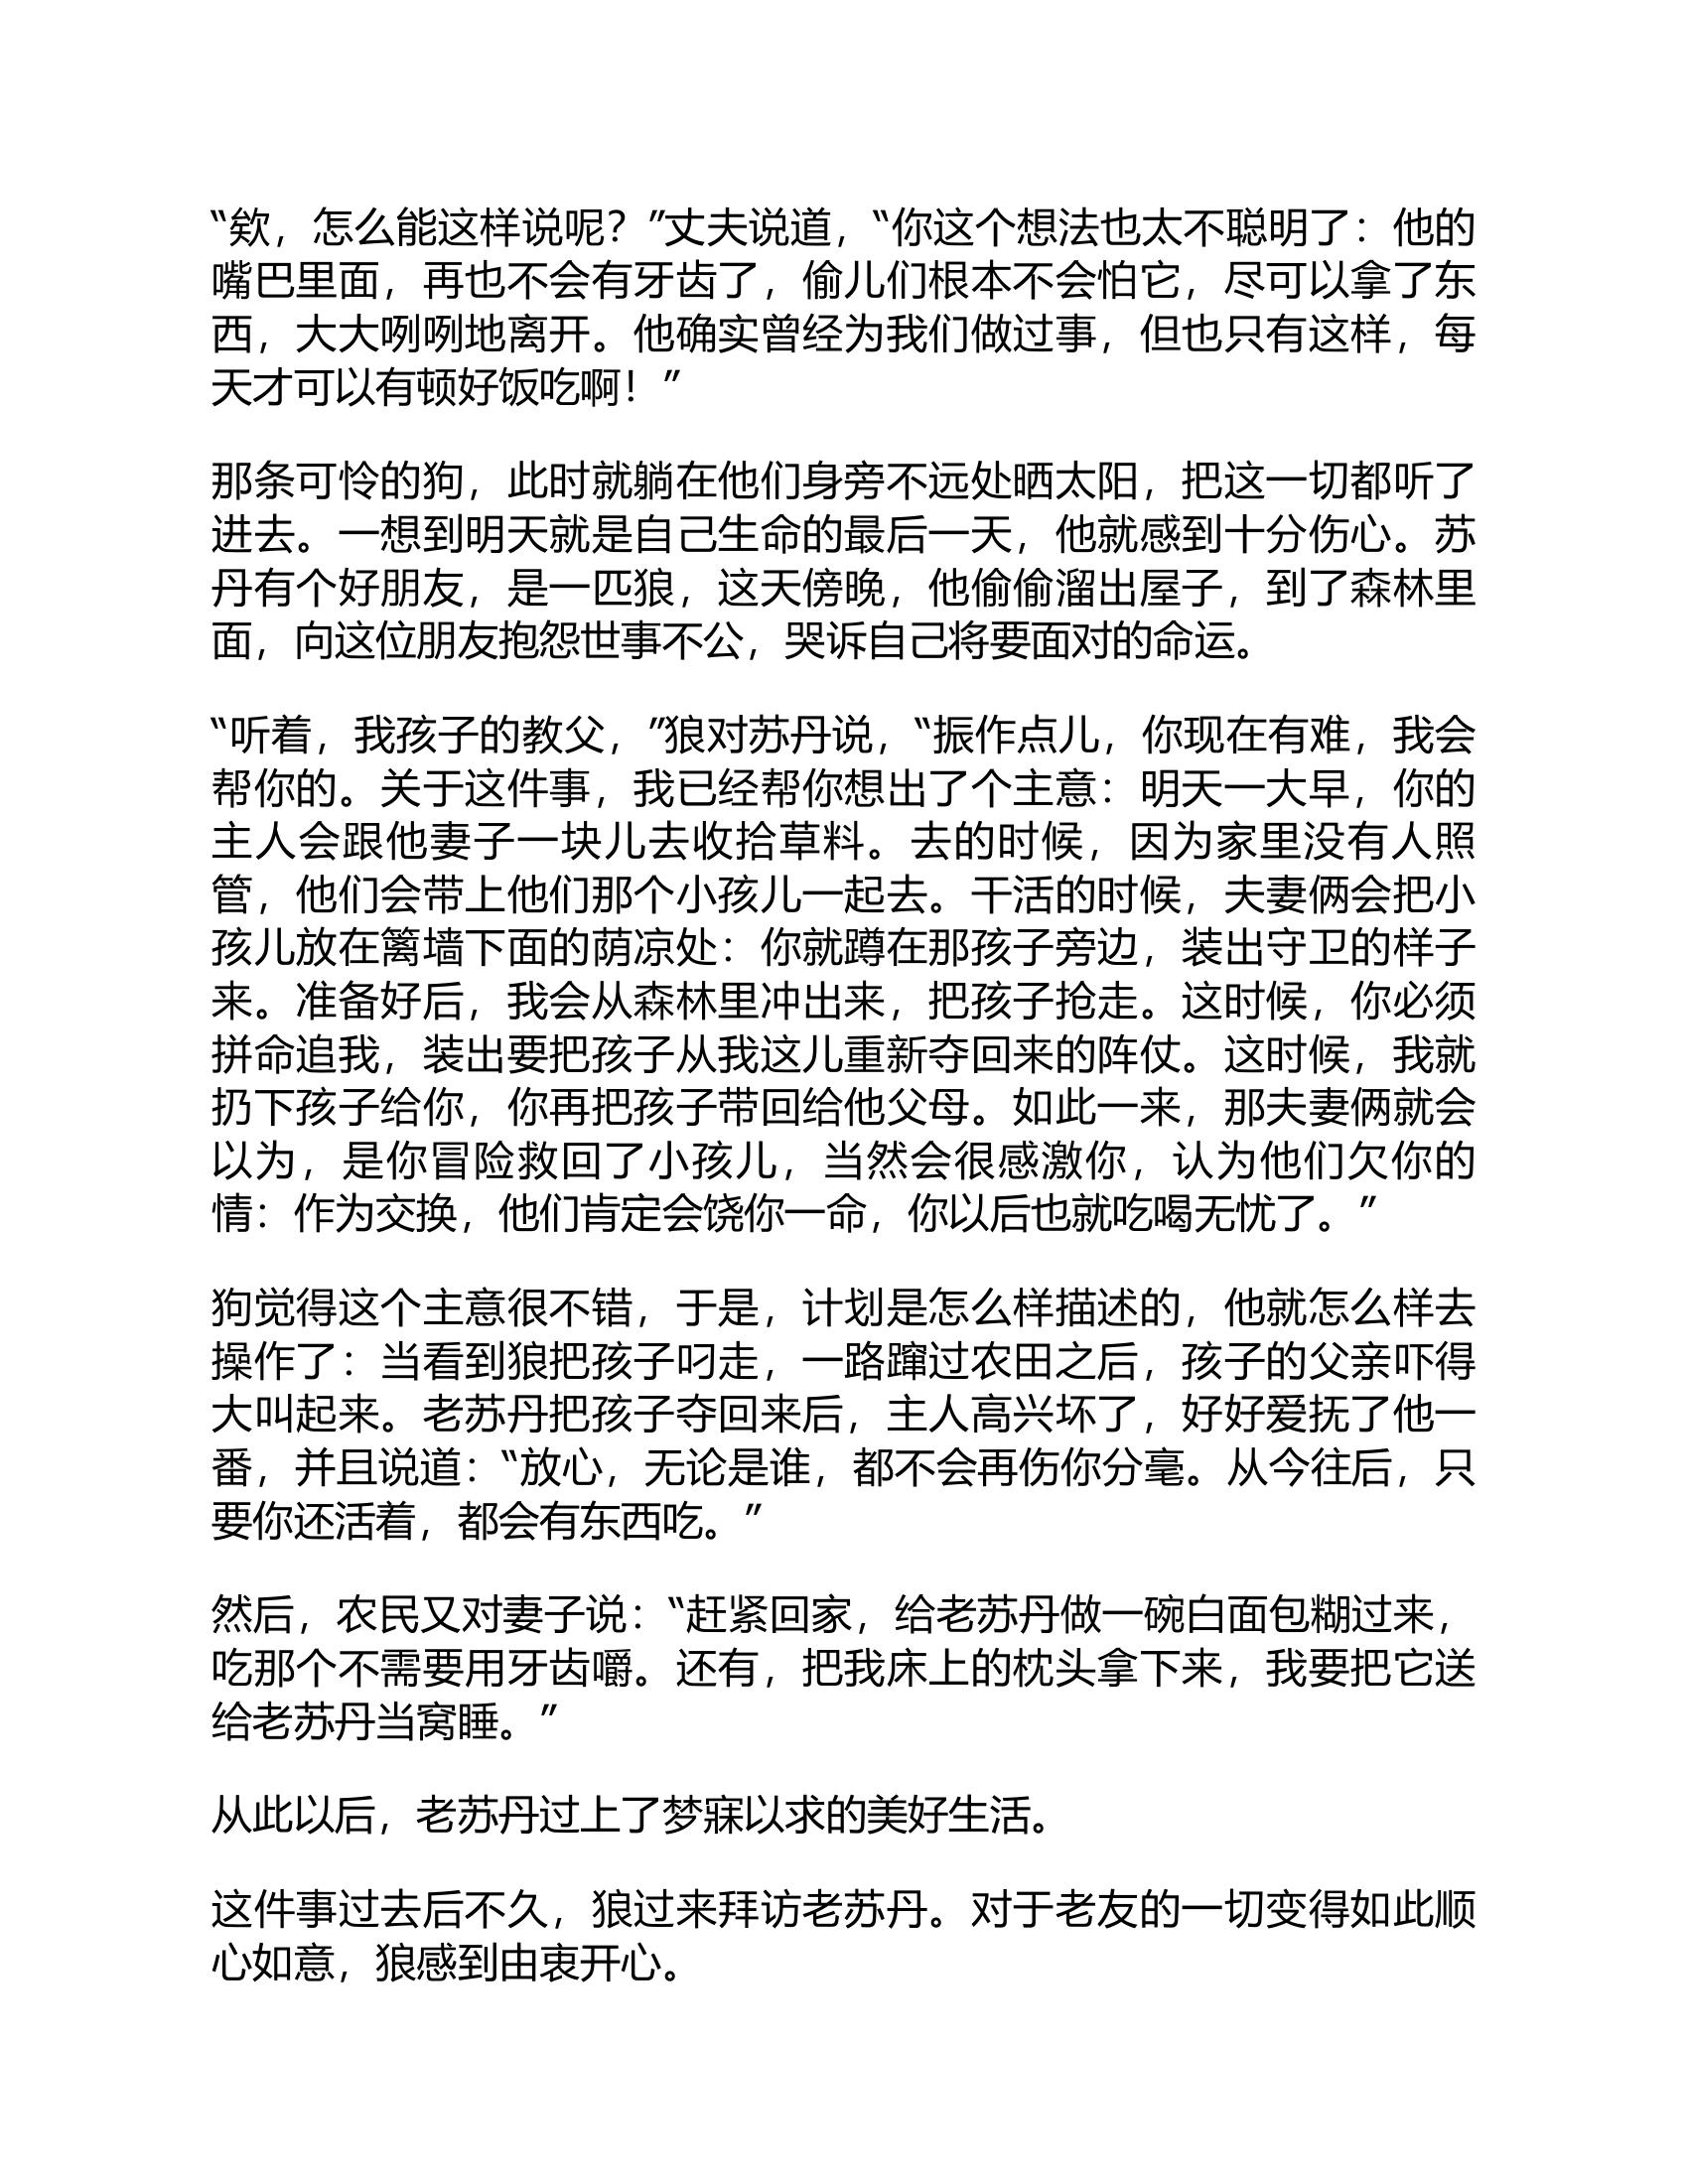 “欸，怎么能这样说呢？”丈夫说道，“你这个想法也太不聪明了：他的
嘴巴里面，再也不会有牙齿了，偷儿们根本不会怕它，尽可以拿了东
西，大大咧咧地离开。他确实曾经为我们做过事，但也只有这样，每
天才可以有顿好饭吃啊！”
那条可怜的狗，此时就躺在他们身旁不远处晒太阳，把这一切都听了
进去。一想到明天就是自己生命的最后一天，他就感到十分伤心。苏
丹有个好朋友，是一匹狼，这天傍晚，他偷偷溜出屋子，到了森林里
面，向这位朋友抱怨世事不公，哭诉自己将要面对的命运。
“听着，我孩子的教父，”狼对苏丹说，“振作点儿，你现在有难，我会
帮你的。关于这件事，我已经帮你想出了个主意：明天一大早，你的
主人会跟他妻子一块儿去收拾草料。去的时候，因为家里没有人照
管，他们会带上他们那个小孩儿一起去。干活的时候，夫妻俩会把小
孩儿放在篱墙下面的荫凉处：你就蹲在那孩子旁边，装出守卫的样子
来。准备好后，我会从森林里冲出来，把孩子抢走。这时候，你必须
拼命追我，装出要把孩子从我这儿重新夺回来的阵仗。这时候，我就
扔下孩子给你，你再把孩子带回给他父母。如此一来，那夫妻俩就会
以为，是你冒险救回了小孩儿，当然会很感激你，认为他们欠你的
情：作为交换，他们肯定会饶你一命，你以后也就吃喝无忧了。”
狗觉得这个主意很不错，于是，计划是怎么样描述的，他就怎么样去
操作了：当看到狼把孩子叼走，一路蹿过农田之后，孩子的父亲吓得
大叫起来。老苏丹把孩子夺回来后，主人高兴坏了，好好爱抚了他一
番，并且说道：“放心，无论是谁，都不会再伤你分毫。从今往后，只
要你还活着，都会有东西吃。”
然后，农民又对妻子说：“赶紧回家，给老苏丹做一碗白面包糊过来，
吃那个不需要用牙齿嚼。还有，把我床上的枕头拿下来，我要把它送
给老苏丹当窝睡。”
从此以后，老苏丹过上了梦寐以求的美好生活。
这件事过去后不久，狼过来拜访老苏丹。对于老友的一切变得如此顺
心如意，狼感到由衷开心。